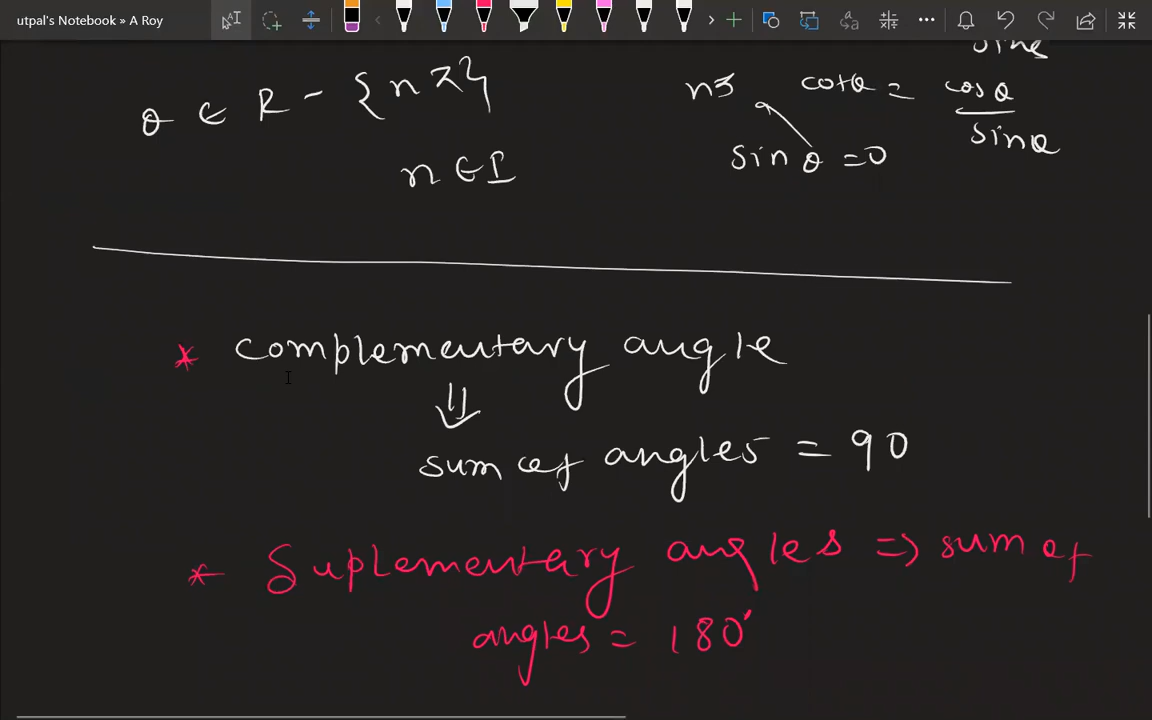 utpal's Notebook » A Roy
sinθ
θ ∈ R - {nπ}
nπ cotθ = cosθ
sinθ
sinθ = 0
n ∈ I
* complementary angle
⇓
sum of angles = 90
* Suplementary angles => sum of
angles = 180°